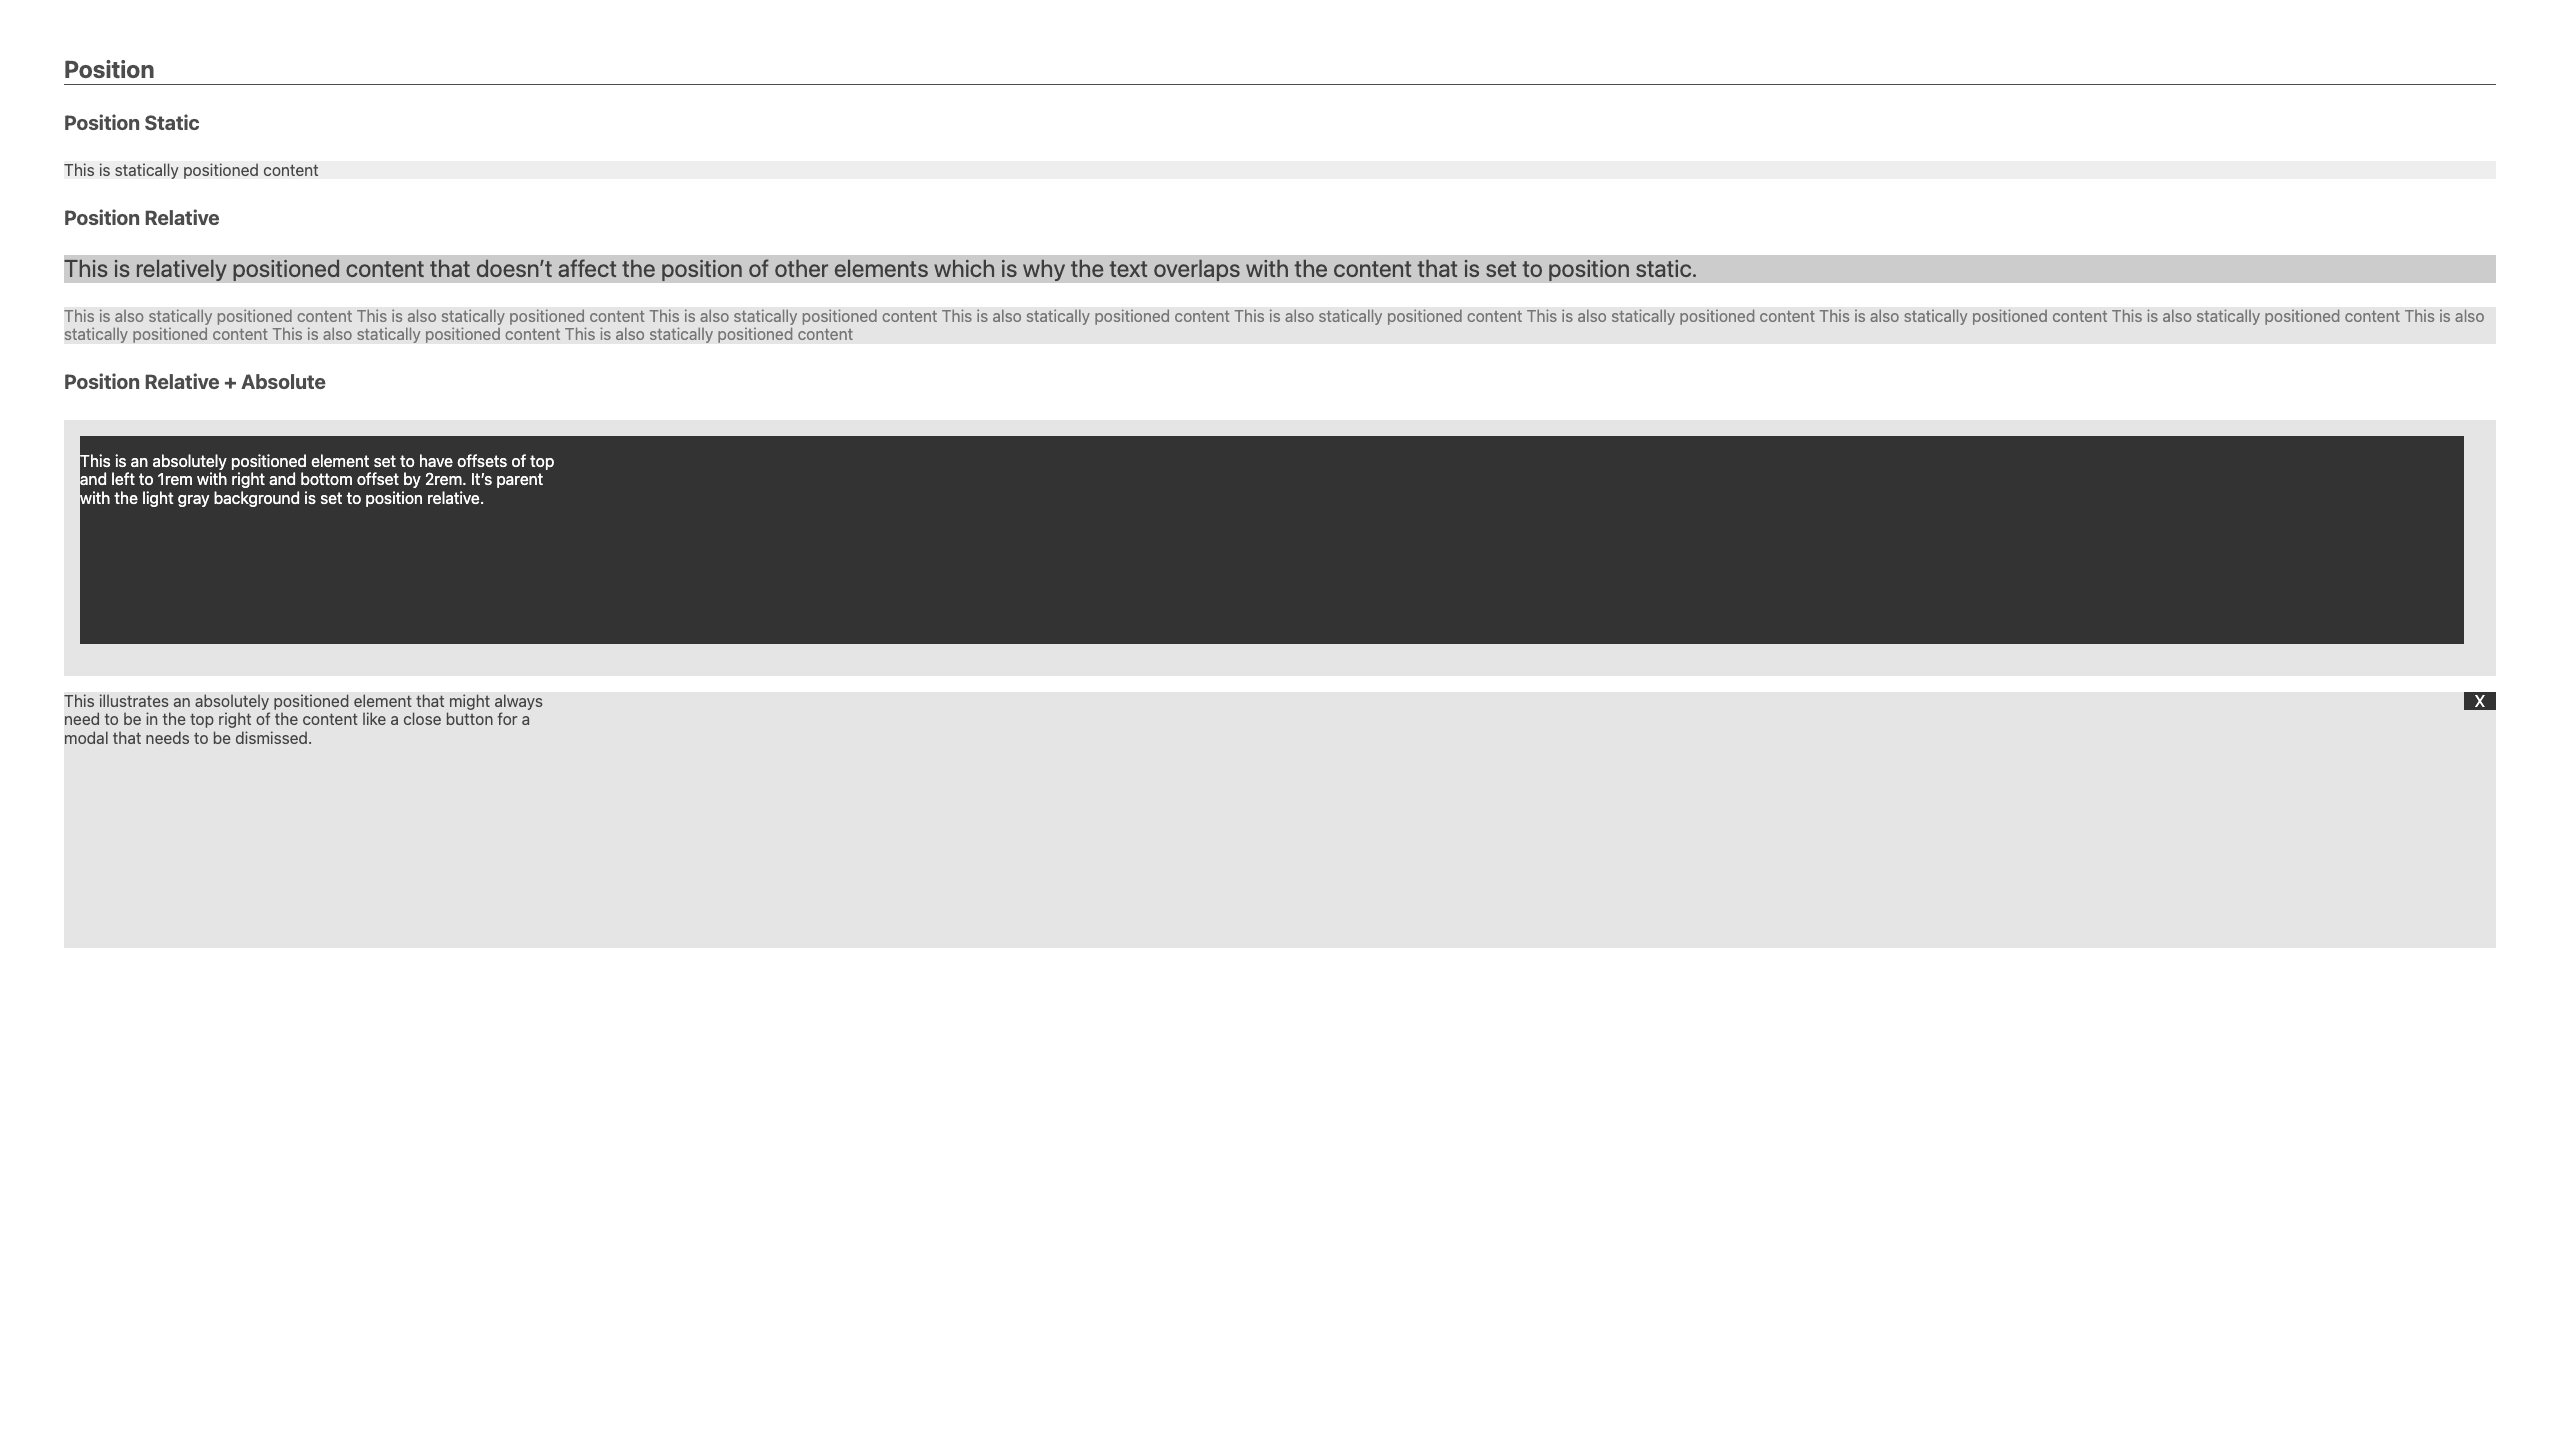 Position
Position Static
This is statically positioned content
Position Relative
This is relatively positioned content that doesn’t affect the position of other elements which is why the text overlaps with the content that is set to position static.
This is also statically positioned content This is also statically positioned content This is also statically positioned content This is also statically positioned content This is also statically positioned content This is also statically positioned content This is also statically positioned content This is also statically positioned content This is also
statically positioned content This is also statically positioned content This is also statically positioned content
Position Relative + Absolute
This is an absolutely positioned element set to have offsets of top
and left to 1rem with right and bottom offset by 2rem. It’s parent
with the light gray background is set to position relative.
This illustrates an absolutely positioned element that might always
need to be in the top right of the content like a close button for a
modal that needs to be dismissed.
X